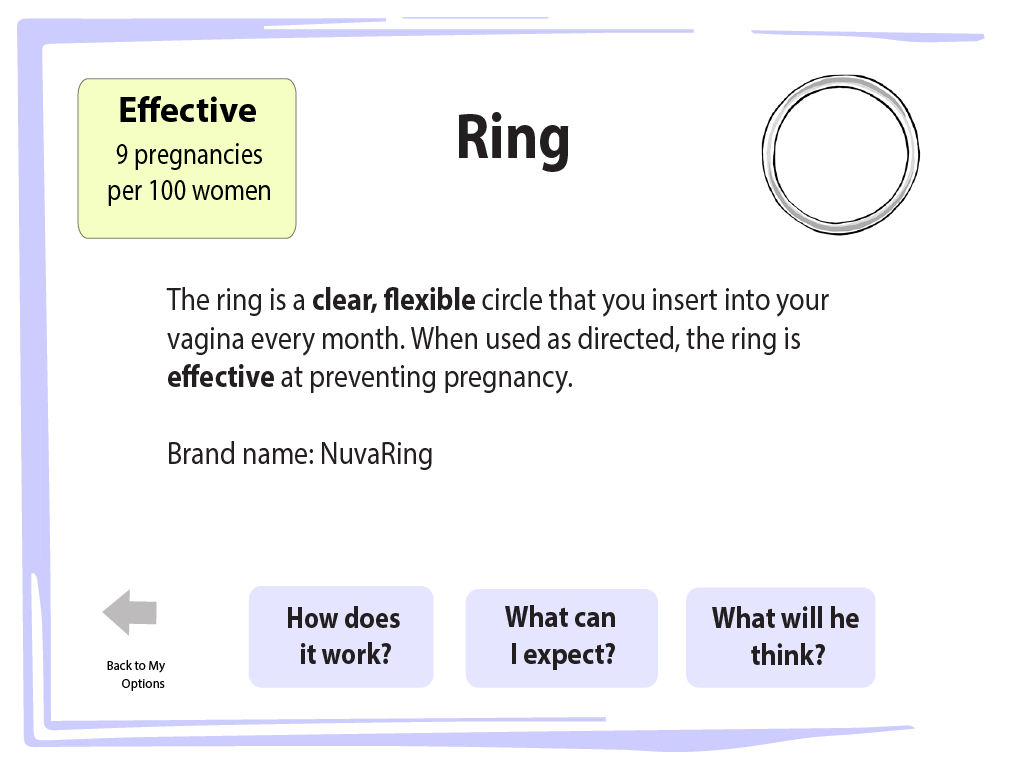 Effective
9 pregnancies
per 100 women
Ring
The ring is a clear, flexible circle that you insert into your
vagina every month. When used as directed, the ring is
effective at preventing pregnancy.
Brand name: NuvaRing
Back to My
Options
How does
it work?
What can
I expect?
What will he
think?